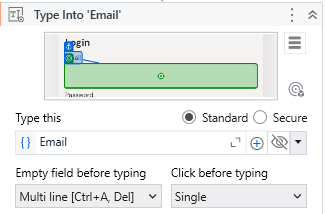 Type Into 'Email'
Login
Password
Type this
Standard
Secure
{} Email
Empty field before typing
Click before typing
Multi line [Ctrl+A, Del]
Single